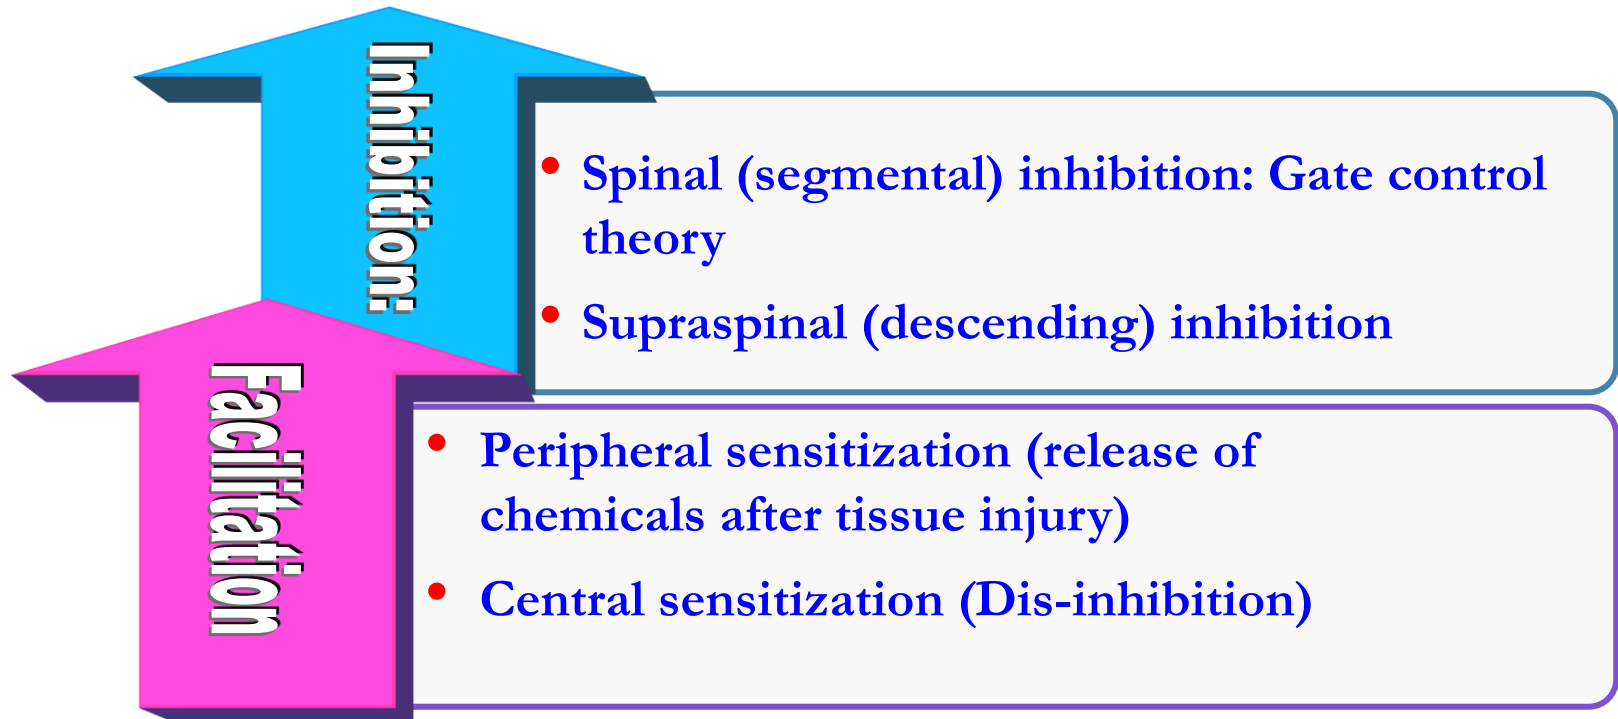 Inhibition:
• Spinal (segmental) inhibition: Gate control
theory
• Supraspinal (descending) inhibition
Facilitation
• Peripheral sensitization (release of
chemicals after tissue injury)
• Central sensitization (Dis-inhibition)